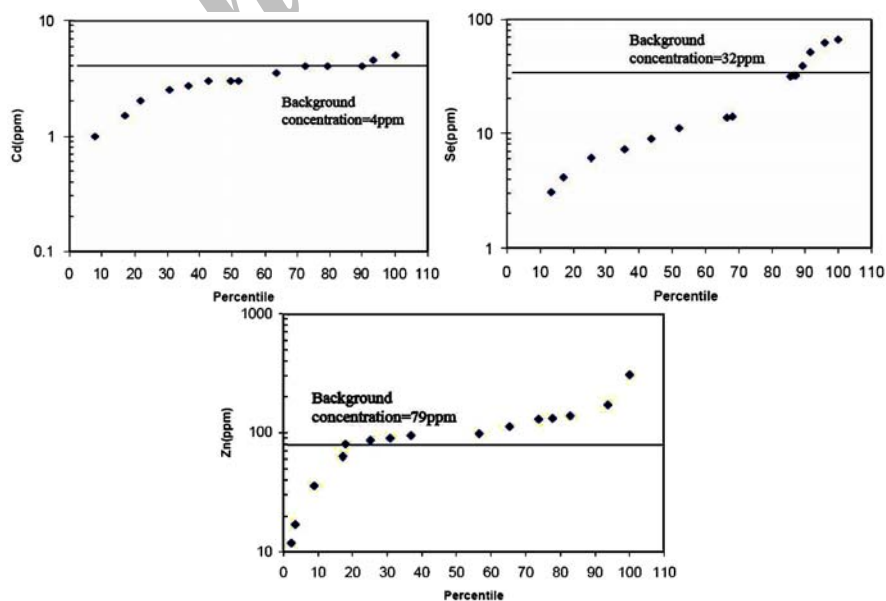 10
1
0.1
Cd(ppm)
Background
concentration=4ppm
0 10 20 30 40 50 60 70 80 90 100 110
Percentile
100
10
1
Se(ppm)
Background
concentration=32ppm
0 10 20 30 40 50 60 70 80 90 100 110
Percentile
1000
100
10
Zn(ppm)
Background
concentration=79ppm
0 10 20 30 40 50 60 70 80 90 100 110
Percentile